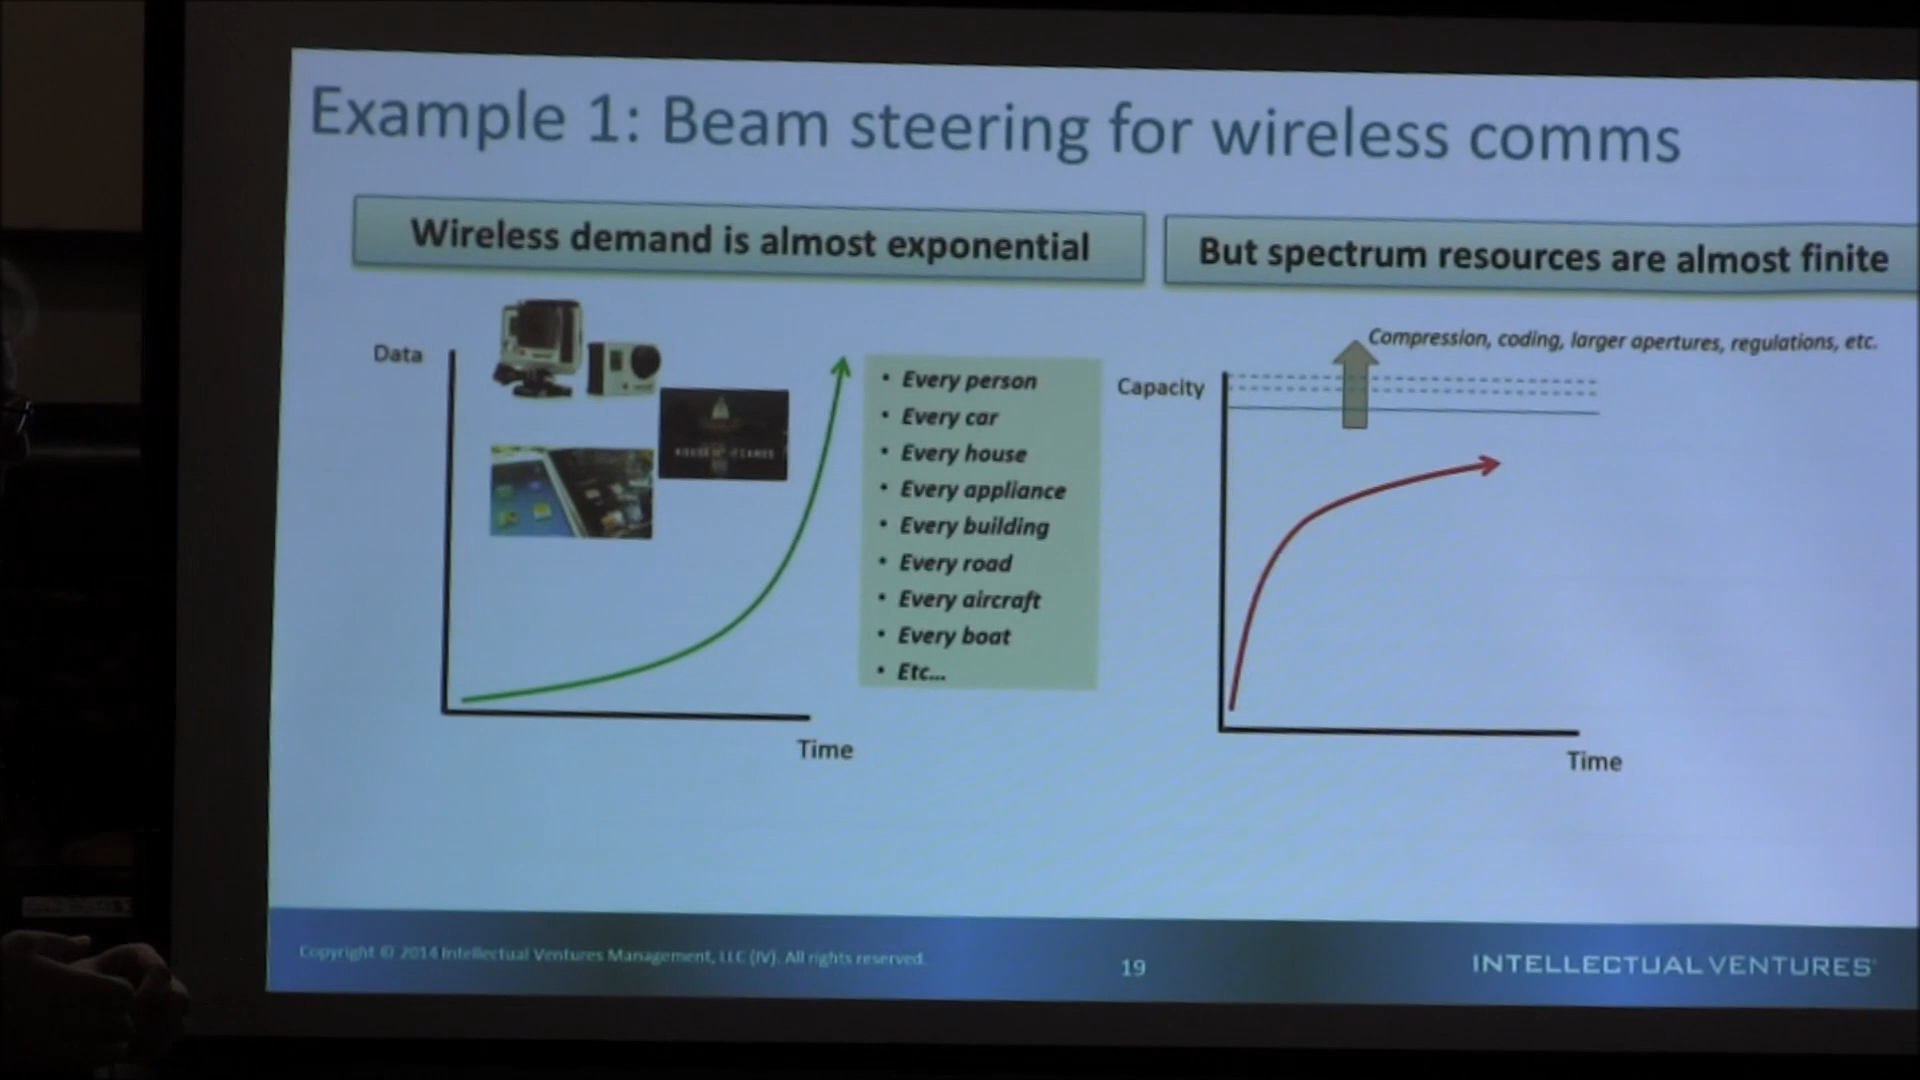 Example 1: Beam steering for wireless comms
Wireless demand is almost exponential
But spectrum resources are almost finite
Data
HOUSE of CARDS
• Every person
• Every car
• Every house
• Every appliance
• Every building
• Every road
• Every aircraft
• Every boat
• Etc...
Time
Compression, coding, larger apertures, regulations, etc.
Capacity
Time
Copyright © 2014 Intellectual Ventures Management, LLC (IV). All rights reserved.
19
INTELLECTUAL VENTURES®